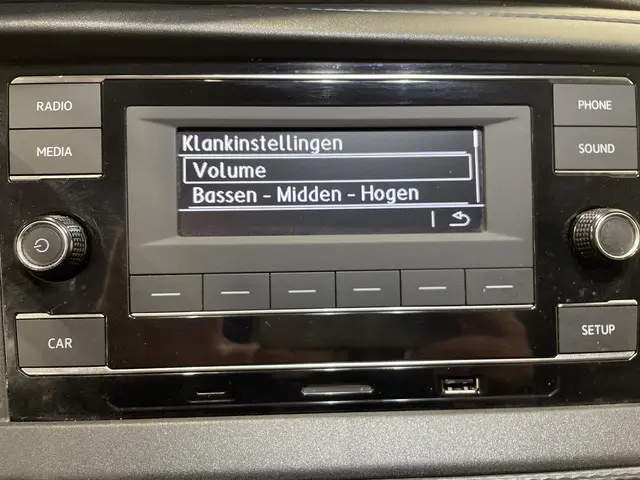 RADIO
MEDIA
Klankinstellingen
Volume
Bassen - Midden - Hogen
PHONE
SOUND
CAR
SETUP